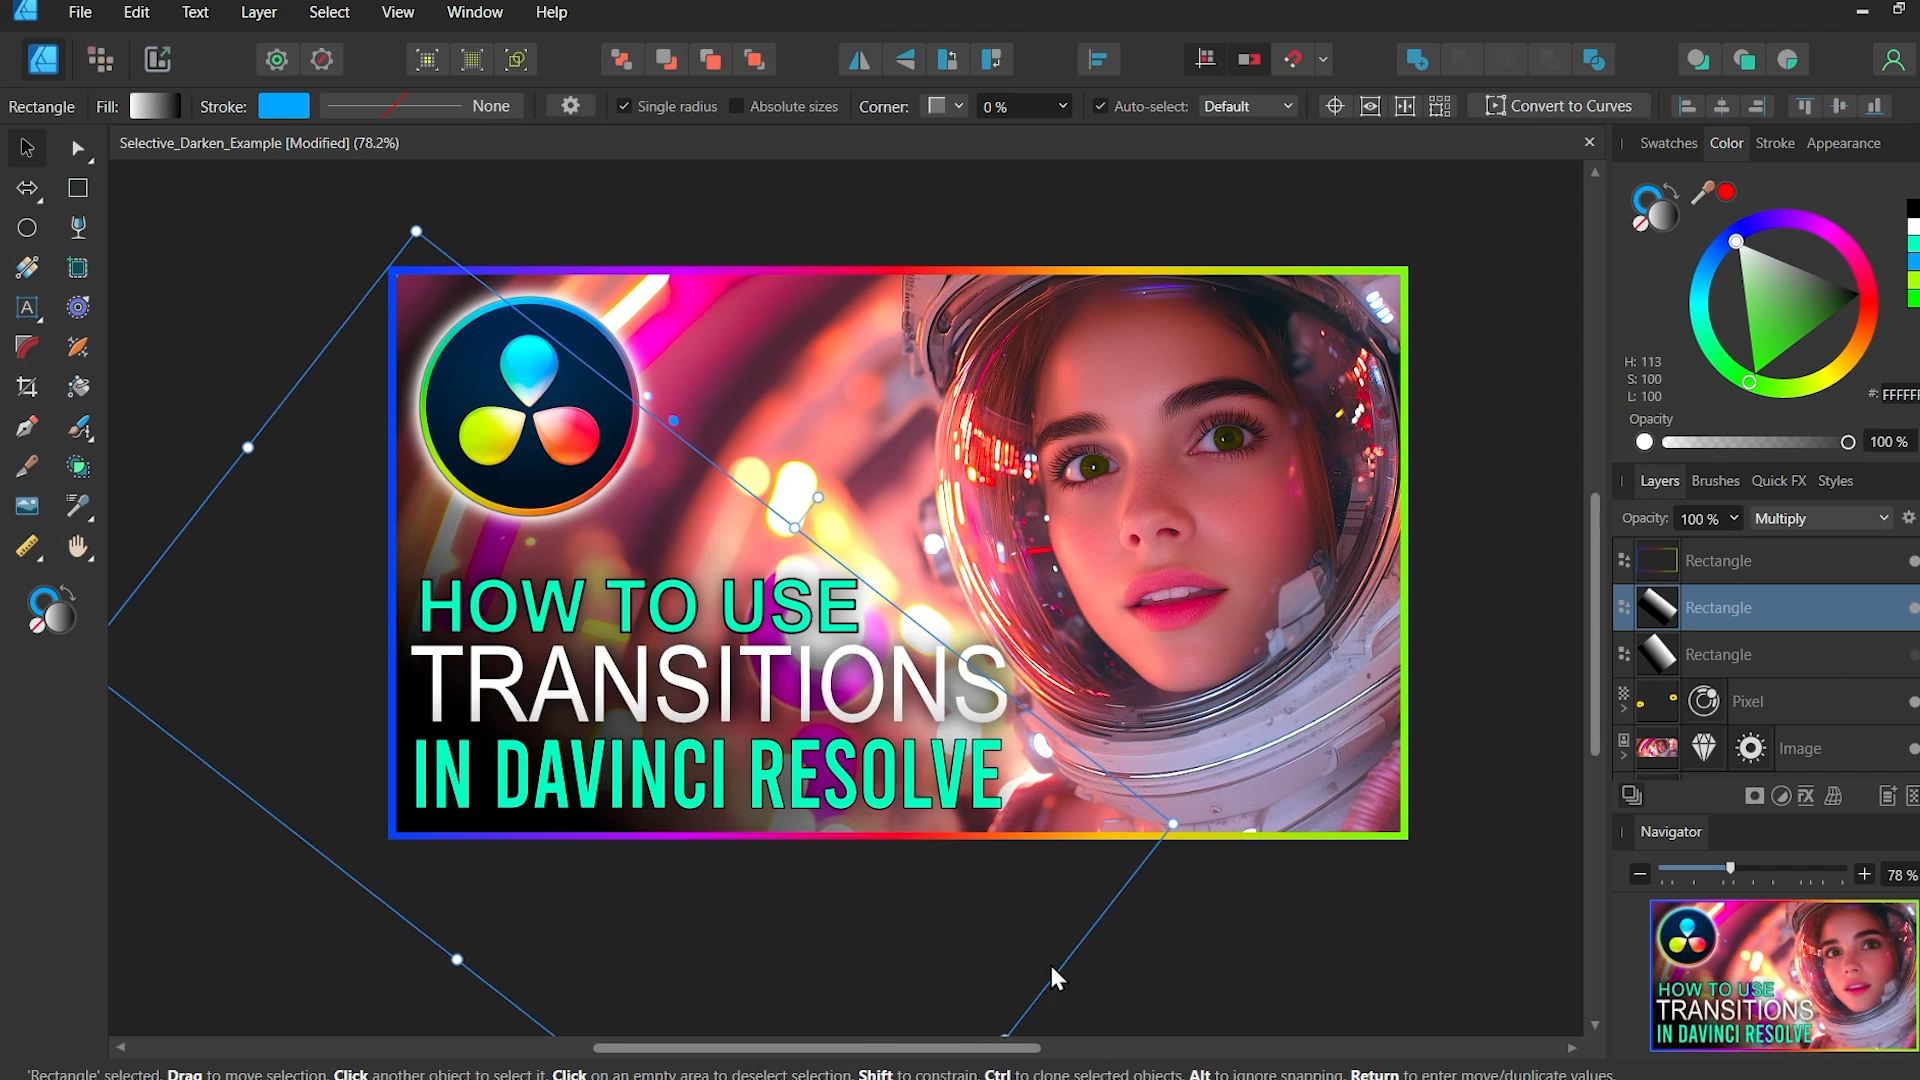 File Edit Text Layer Select View Window Help
Rectangle Fill: Stroke: None Single radius Absolute sizes Corner: 0 % Auto-select: Default Convert to Curves
Selective_Darken_Example [Modified] (78.2%)
Swatches Color Stroke Appearance
H: 113
S: 100
L: 100
#: FFFFFF
Opacity
100 %
Layers Brushes Quick FX Styles
Opacity: 100 % Multiply
Rectangle
Rectangle
Rectangle
Pixel
Image
Navigator
78 %
HOW TO USE
TRANSITIONS
IN DAVINCI RESOLVE
HOW TO USE
TRANSITIONS
IN DAVINCI RESOLVE
'Rectangle' selected. Drag to move selection. Click another object to select it. Click on an empty area to deselect selection. Shift to constrain. Ctrl to clone selected objects. Alt to ignore snapping. Return to enter move/duplicate values.